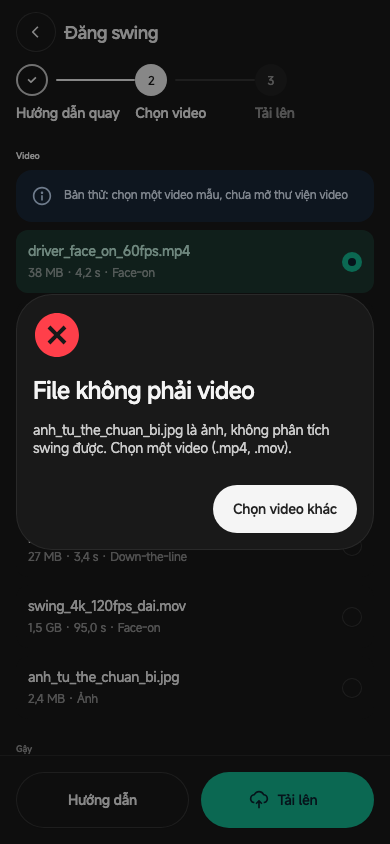 Đăng swing
2
3
Hướng dẫn quay
Chọn video
Tải lên
Video
Bản thử: chọn một video mẫu, chưa mở thư viện video
driver_face_on_60fps.mp4
38 MB · 4,2 s · Face-on
File không phải video
anh_tu_the_chuan_bi.jpg là ảnh, không phân tích
swing được. Chọn một video (.mp4, .mov).
Chọn video khác
27 MB · 3,4 s · Down-the-line
swing_4k_120fps_dai.mov
1,5 GB · 95,0 s · Face-on
anh_tu_the_chuan_bi.jpg
2,4 MB · Ảnh
Gậy
Hướng dẫn
Tải lên